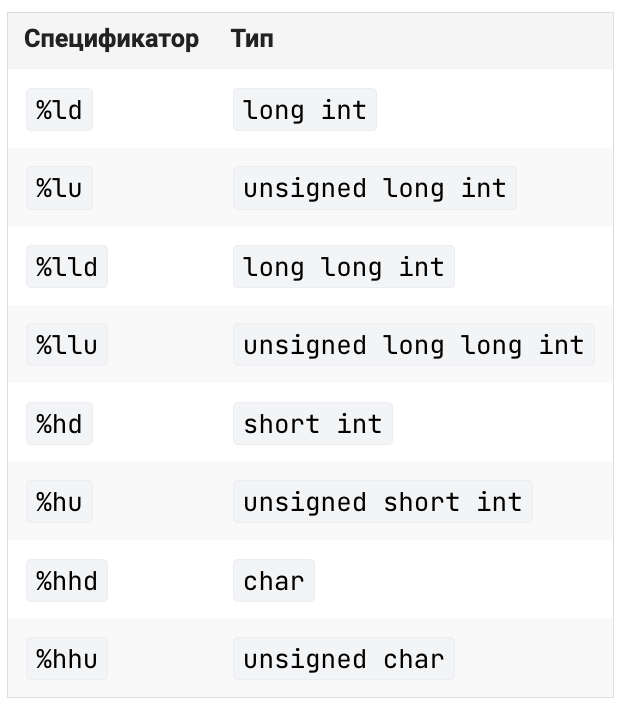 Спецификатор Тип
%ld long int
%lu unsigned long int
%lld long long int
%llu unsigned long long int
%hd short int
%hu unsigned short int
%hhd char
%hhu unsigned char